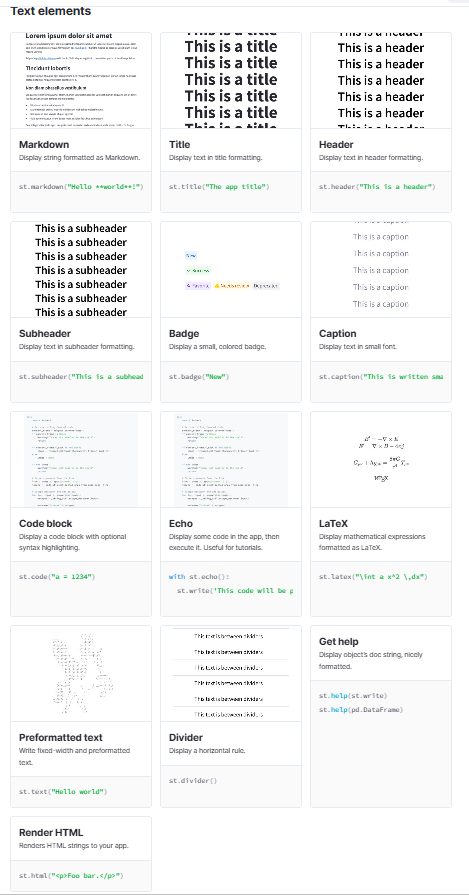 Text elements
Lorem ipsum dolor sit amet
Tincidunt lobortis
Non diam phasellus vestibulum
This is a title
This is a title
This is a title
This is a title
This is a title
This is a title
This is a header
This is a header
This is a header
This is a header
This is a header
This is a header
Markdown
Display string formatted as Markdown.
st.markdown("Hello **world**!")
Title
Display text in title formatting.
st.title("The app title")
Header
Display text in header formatting.
st.header("This is a header")
This is a subheader
This is a subheader
This is a subheader
This is a subheader
This is a subheader
This is a subheader
This is a subheader
New
Success
Favorite
Needs review
Deprecated
This is a caption
This is a caption
This is a caption
This is a caption
This is a caption
Subheader
Display text in subheader formatting.
st.subheader("This is a subhead
Badge
Display a small, colored badge.
st.badge("New")
Caption
Display text in small font.
st.caption("This is written sma
Code block
Display a code block with optional
syntax highlighting.
st.code("a = 1234")
Echo
Display some code in the app, then
execute it. Useful for tutorials.
with st.echo():
st.write('This code will be p
LaTeX
Display mathematical expressions
formatted as LaTeX.
st.latex("\int a x^2 \,dx")
Preformatted text
Write fixed-width and preformatted
text.
st.text("Hello world")
This text is between dividers
This text is between dividers
This text is between dividers
This text is between dividers
This text is between dividers
This text is between dividers
Divider
Display a horizontal rule.
st.divider()
Get help
Display object's doc string, nicely
formatted.
st.help(st.write)
st.help(pd.DataFrame)
Render HTML
Renders HTML strings to your app.
st.html("<p>Foo bar.</p>")